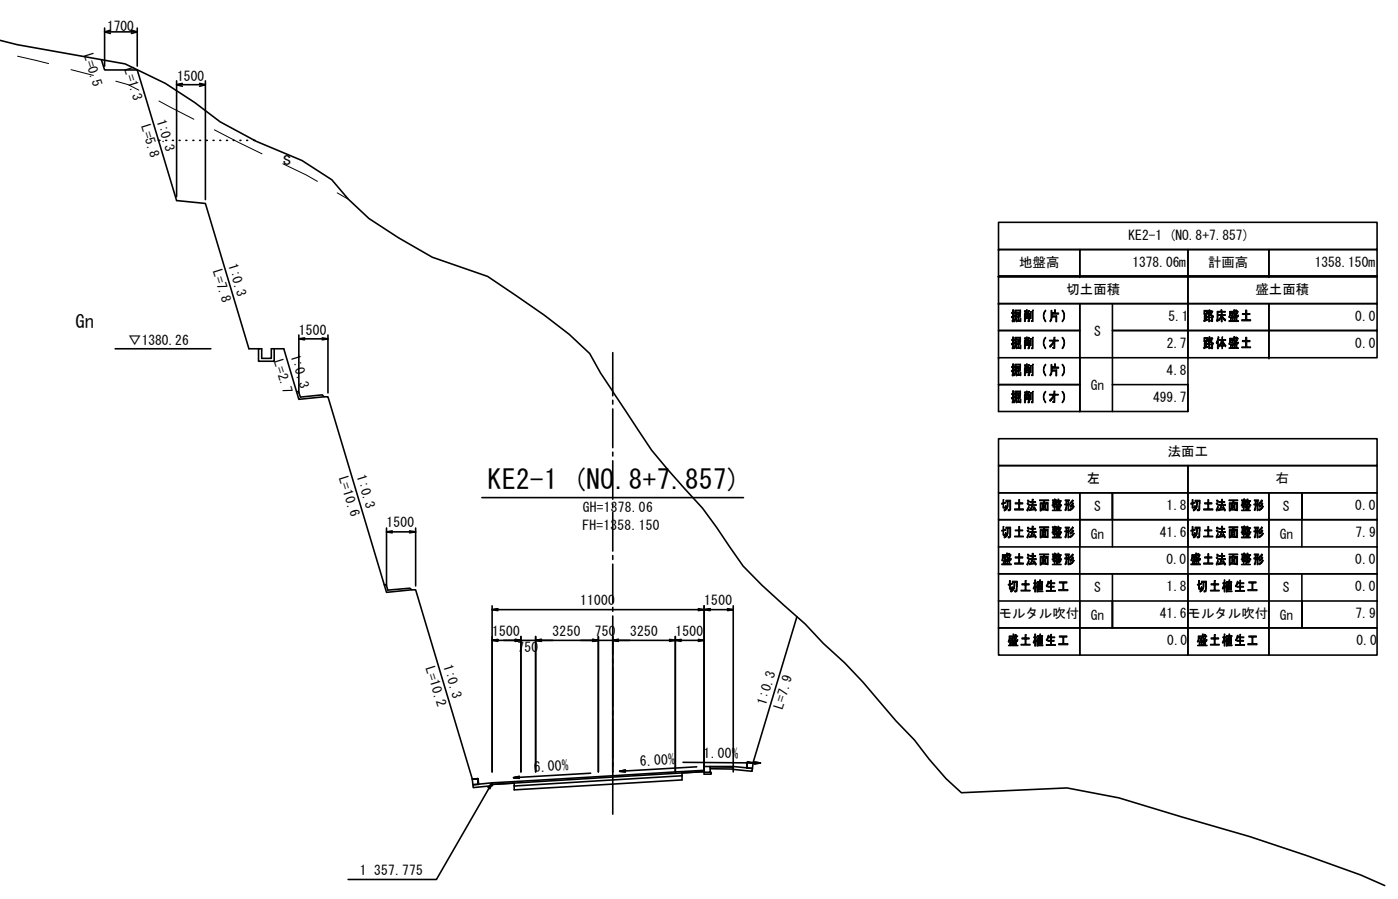 1700
L=0.5
L=1.3
1500
1:0.3
L=5.8
S
1:0.3
L=7.8
Gn
▽1380.26
1500
1:0.3
L=2.7
1:0.3
L=10.6
1500
1:0.3
L=10.2
KE2-1 (NO.8+7.857)
GH=1378.06
FH=1358.150
11000
1500
1500
750
3250
750
3250
1500
1:0.3
L=7.9
6.00%
6.00%
1.00%
1 357.775
KE2-1 (NO.8+7.857)
地盤高 1378.06m 計画高 1358.150m
切土面積 盛土面積
掘削（片） S 5.1 路床盛土 0.0
掘削（オ） 2.7 路体盛土 0.0
掘削（片） Gn 4.8
掘削（オ） 499.7
法面工
左 右
切土法面整形 S 1.8 切土法面整形 S 0.0
切土法面整形 Gn 41.6 切土法面整形 Gn 7.9
盛土法面整形 0.0 盛土法面整形 0.0
切土植生工 S 1.8 切土植生工 S 0.0
モルタル吹付 Gn 41.6 モルタル吹付 Gn 7.9
盛土植生工 0.0 盛土植生工 0.0